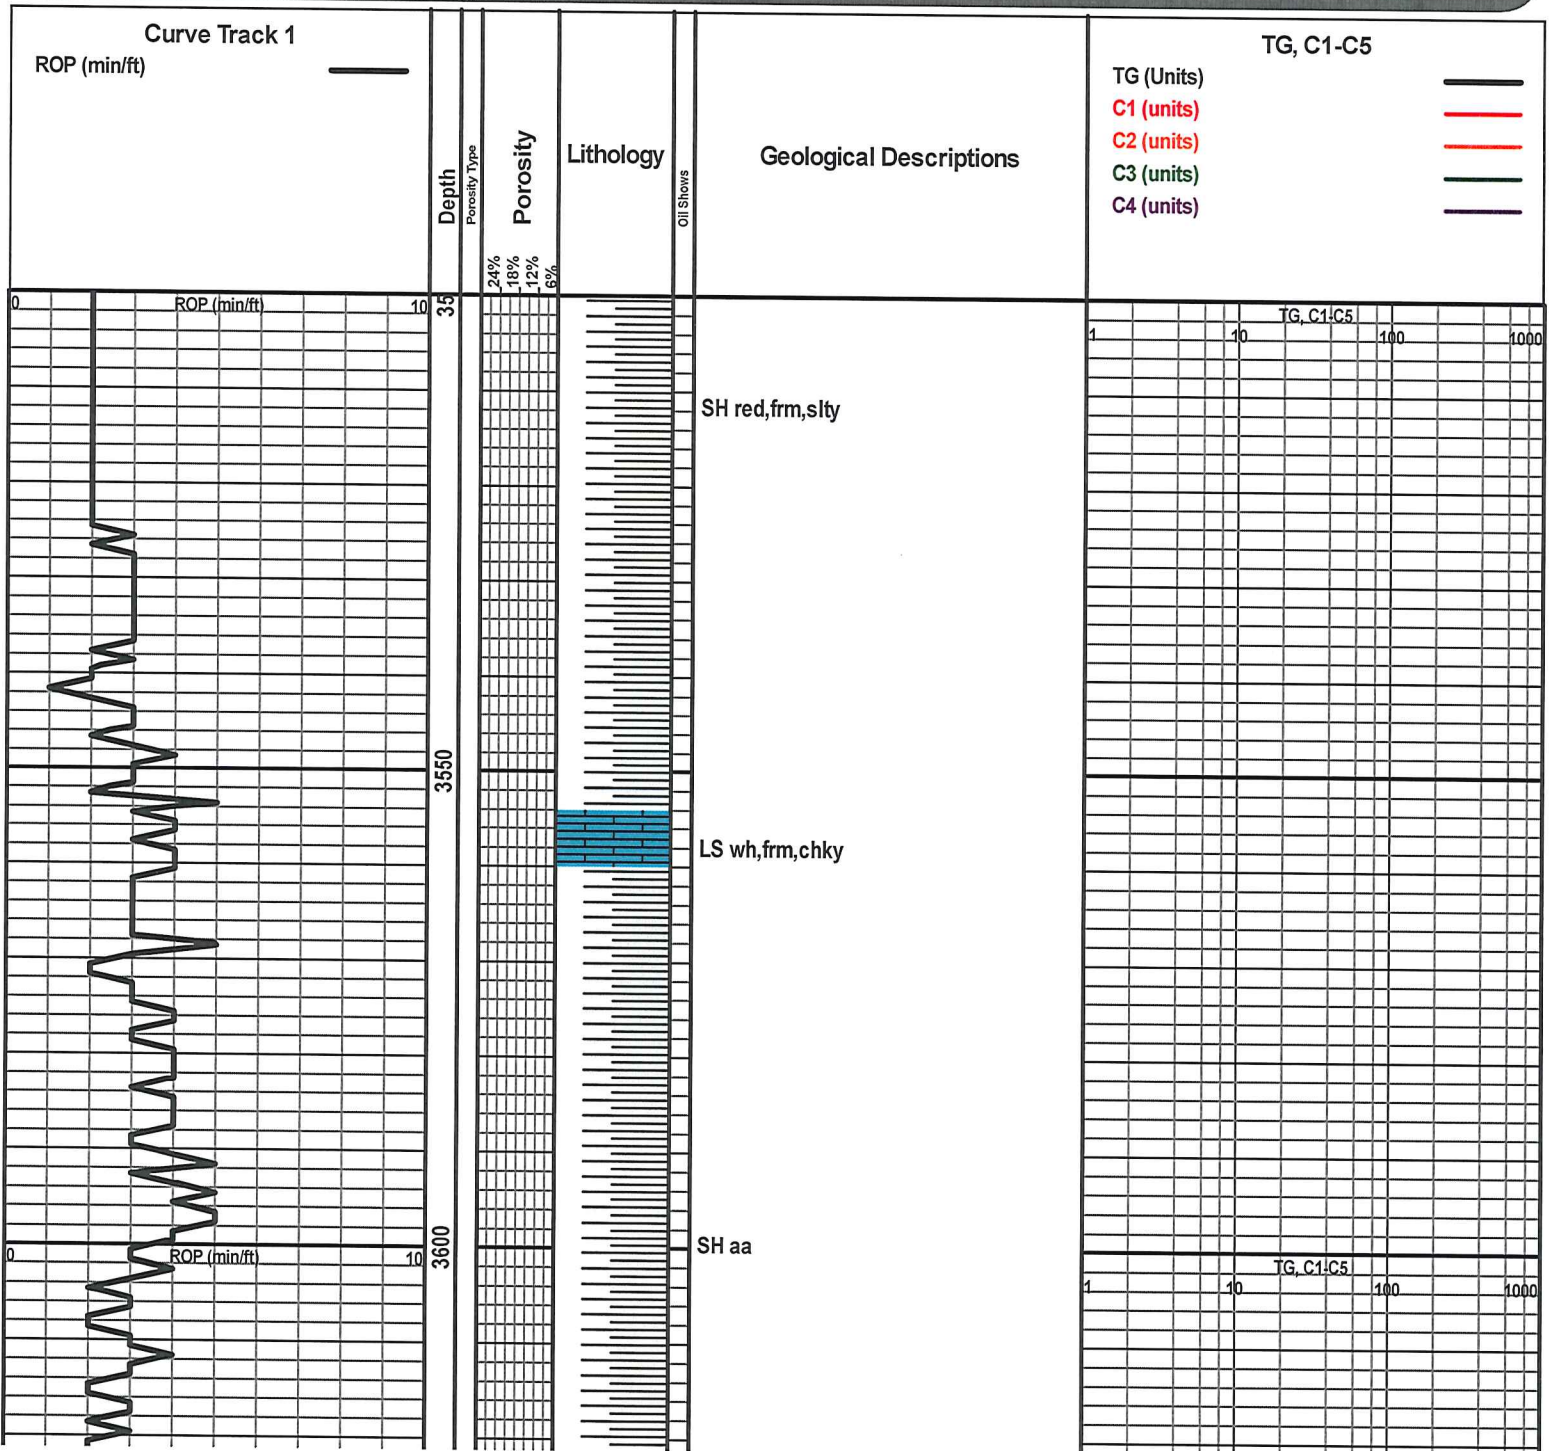 Curve Track 1
ROP (min/ft)
Depth
Porosity Type
Porosity
24%
18%
12%
6%
Lithology
Oil Shows
Geological Descriptions
TG, C1-C5
TG (Units)
C1 (units)
C2 (units)
C3 (units)
C4 (units)
0 ROP (min/ft) 10
35
TG, C1-C5
1 10 100 1000
SH red,frm,slty
3550
LS wh,frm,chky
3600
SH aa
0 ROP (min/ft) 10
TG, C1-C5
1 10 100 1000